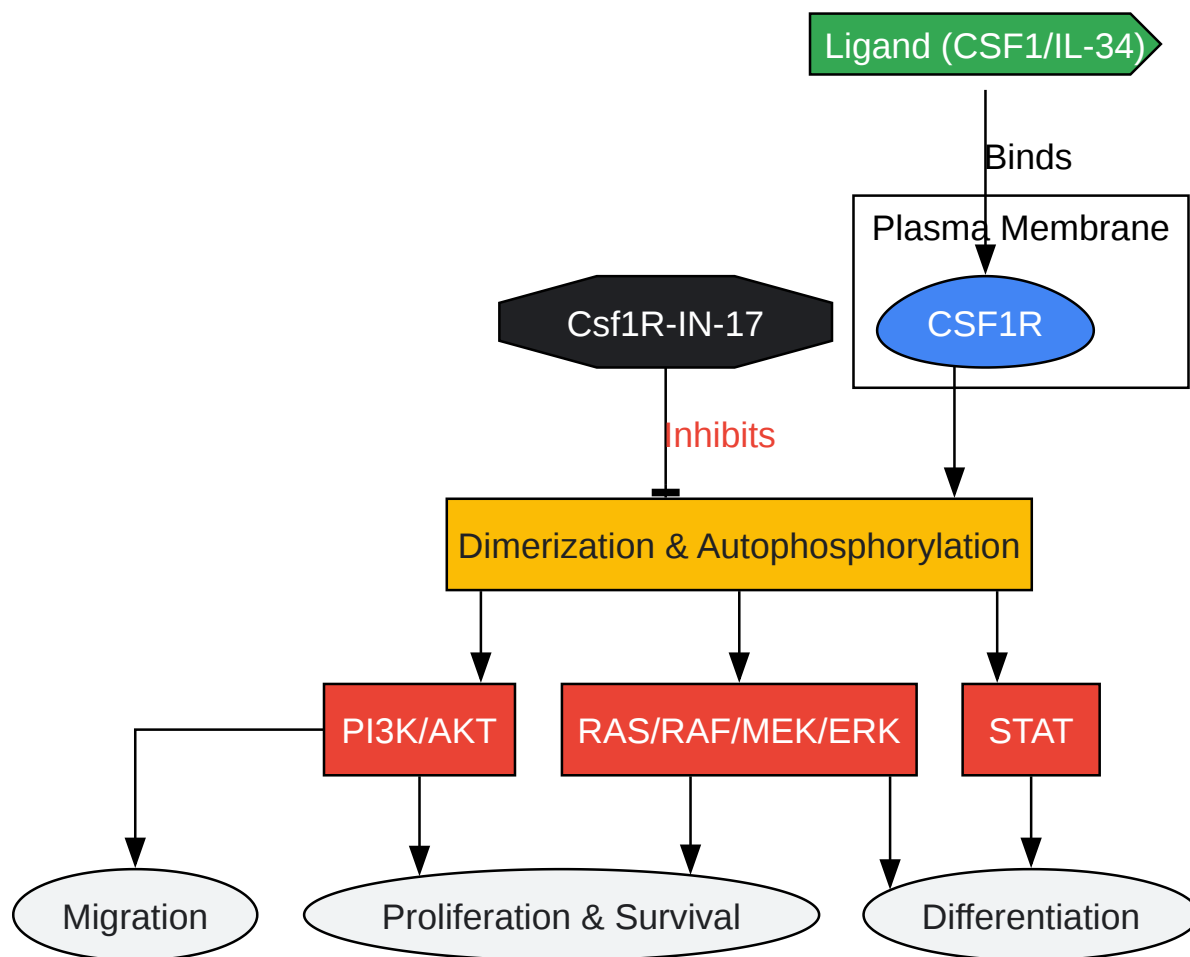 Ligand (CSF1/IL-34)
Binds
Plasma Membrane
Csf1R-IN-17
CSF1R
Inhibits
Dimerization & Autophosphorylation
PI3K/AKT
RAS/RAF/MEK/ERK
STAT
Migration
Proliferation & Survival
Differentiation